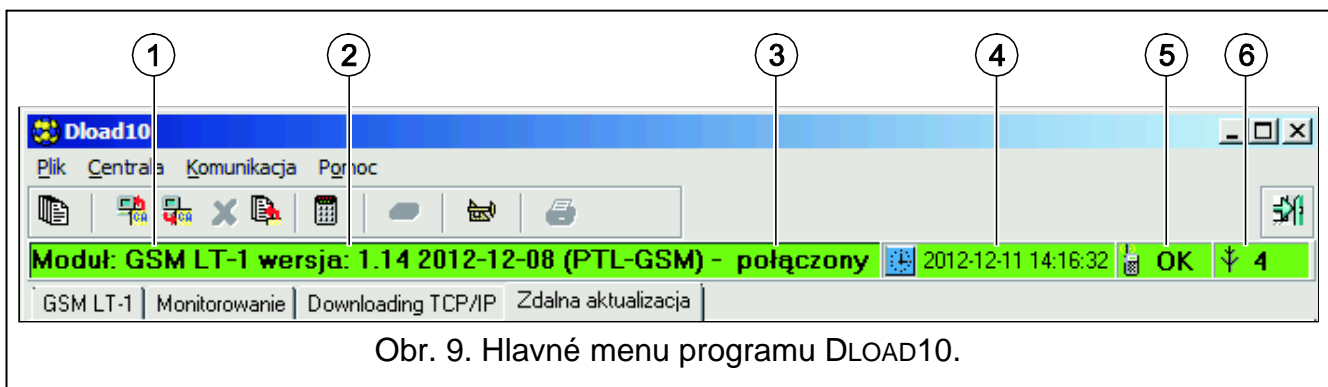 1 2 3 4 5 6
Dload10
Plik Centrala Komunikacja Pomoc
Moduł: GSM LT-1 wersja: 1.14 2012-12-08 (PTL-GSM) - połączony 2012-12-11 14:16:32 OK 4
GSM LT-1 Monitorowanie Downloading TCP/IP Zdalna aktualizacja
Obr. 9. Hlavné menu programu DLOAD10.